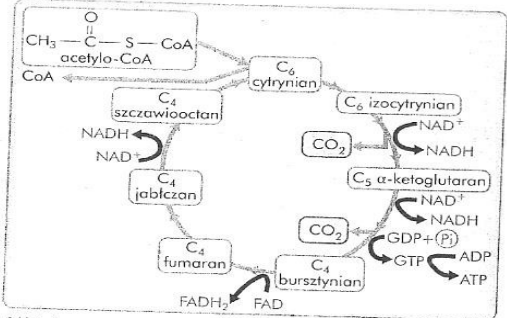 O
CH₃ — C — S — CoA
acetylo-CoA
CoA
C₆
cytrynian
C₄
szczawiooctan
C₆ izocytrynian
NADH
NAD⁺
NAD⁺
NADH
CO₂
C₄
jabłczan
C₅ α-ketoglutaran
NAD⁺
NADH
CO₂
GDP + Pi
GTP
ADP
ATP
C₄
fumaran
C₄
bursztynian
FADH₂
FAD